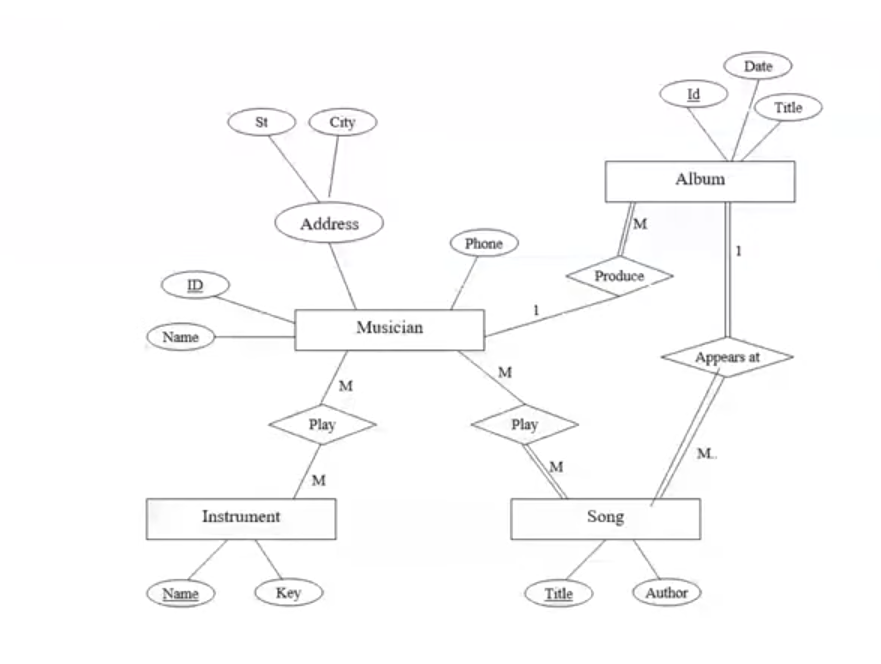 Date
Id
Title
St
City
Album
Address
M
Phone
1
Produce
ID
1
Name
Musician
Appears at
M
M
Play
Play
M..
M
M
Instrument
Song
Name
Key
Title
Author